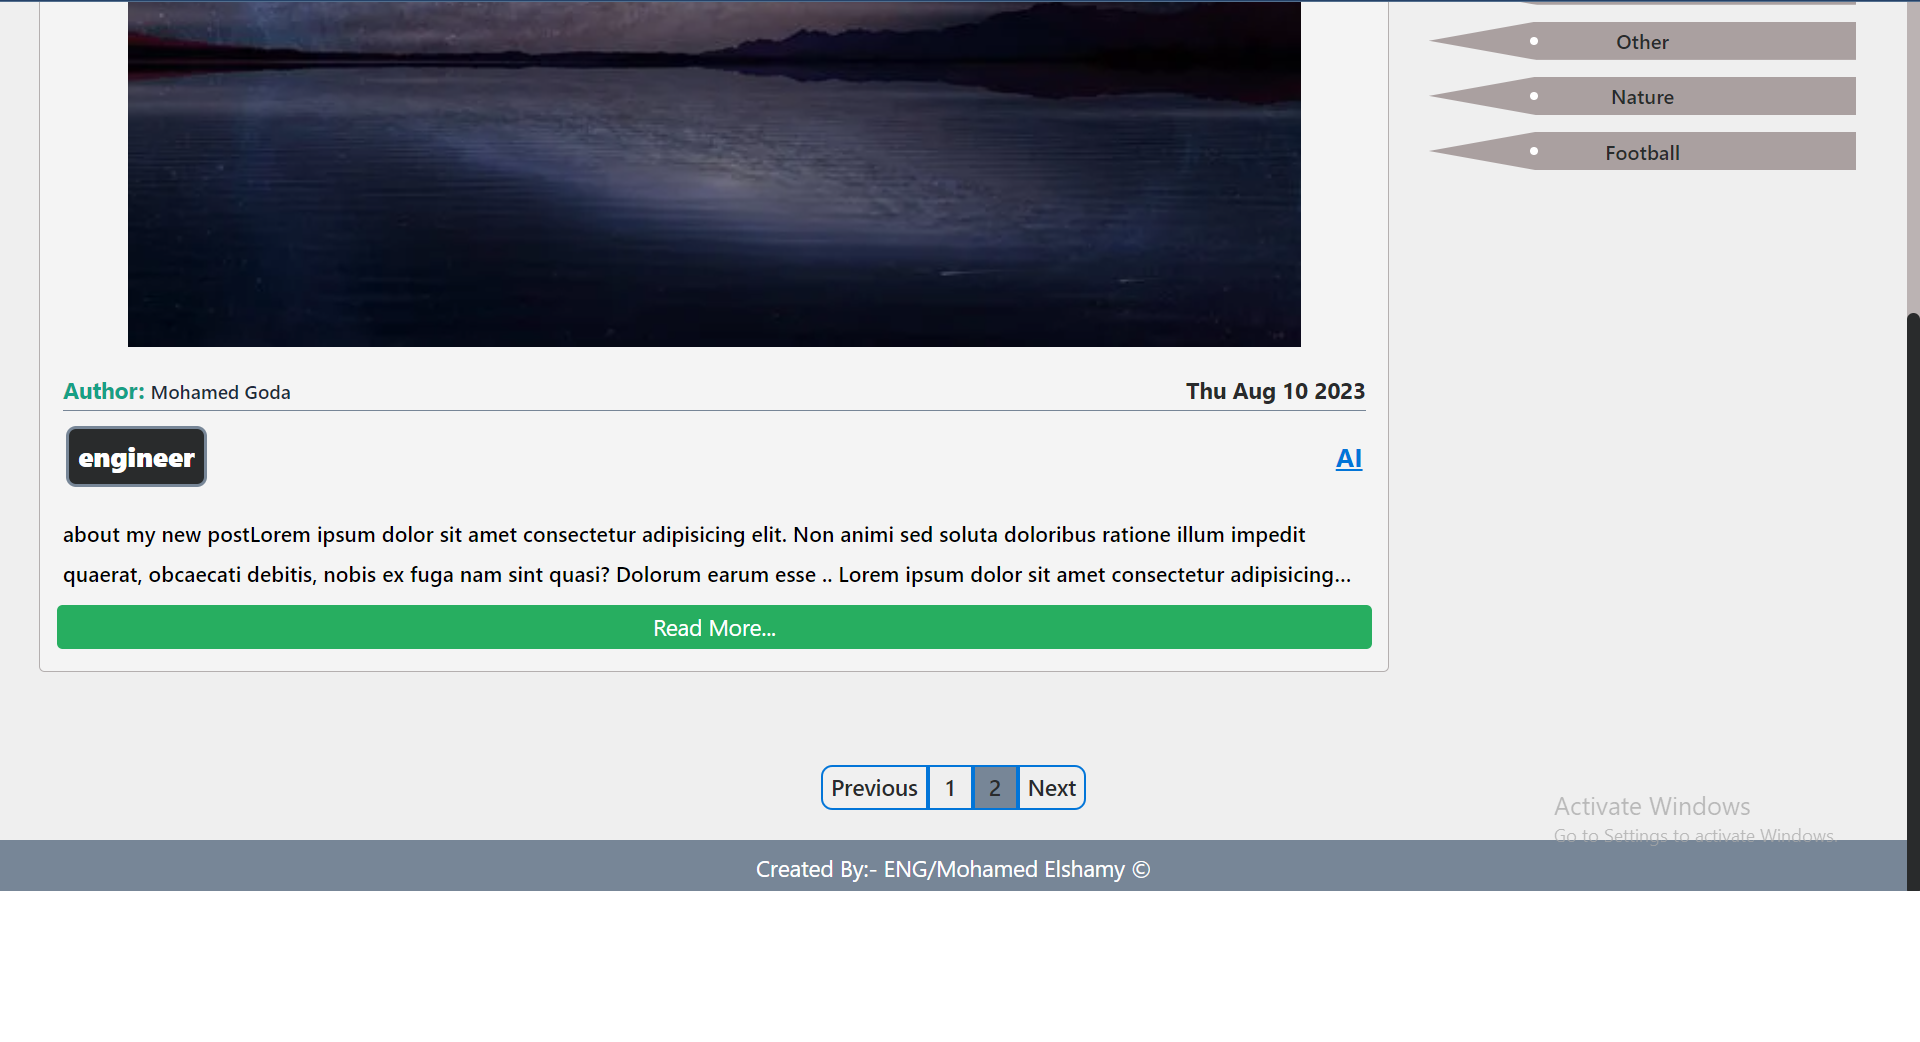 Other
Nature
Football
Author: Mohamed Goda
Thu Aug 10 2023
engineer
AI
about my new postLorem ipsum dolor sit amet consectetur adipisicing elit. Non animi sed soluta doloribus ratione illum impedit
quaerat, obcaecati debitis, nobis ex fuga nam sint quasi? Dolorum earum esse .. Lorem ipsum dolor sit amet consectetur adipisicing...
Read More...
Previous 1 2 Next
Activate Windows
Go to Settings to activate Windows.
Created By:- ENG/Mohamed Elshamy ©